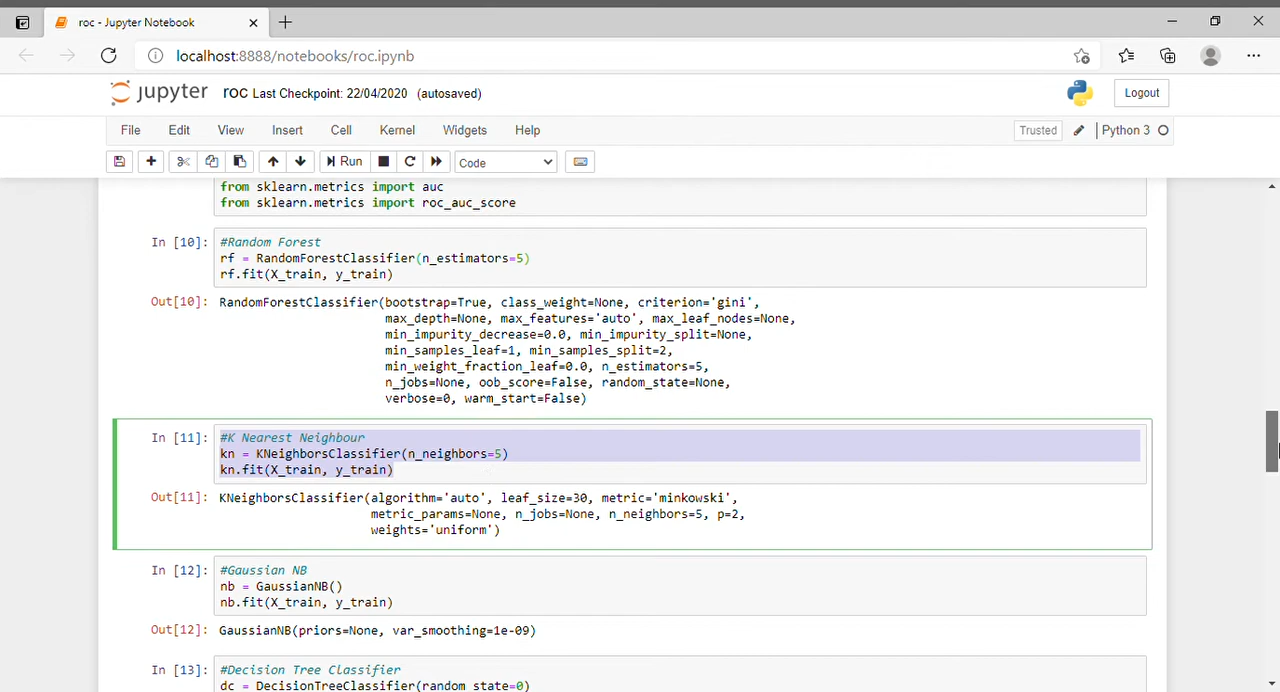 roc - Jupyter Notebook
localhost:8888/notebooks/roc.ipynb
jupyter roc Last Checkpoint: 22/04/2020 (autosaved)
Logout
File Edit View Insert Cell Kernel Widgets Help
Trusted Python 3
Run Code
from sklearn.metrics import auc
from sklearn.metrics import roc_auc_score
In [10]: #Random Forest
rf = RandomForestClassifier(n_estimators=5)
rf.fit(X_train, y_train)
Out[10]: RandomForestClassifier(bootstrap=True, class_weight=None, criterion='gini',
max_depth=None, max_features='auto', max_leaf_nodes=None,
min_impurity_decrease=0.0, min_impurity_split=None,
min_samples_leaf=1, min_samples_split=2,
min_weight_fraction_leaf=0.0, n_estimators=5,
n_jobs=None, oob_score=False, random_state=None,
verbose=0, warm_start=False)
In [11]: #K Nearest Neighbour
kn = KNeighborsClassifier(n_neighbors=5)
kn.fit(X_train, y_train)
Out[11]: KNeighborsClassifier(algorithm='auto', leaf_size=30, metric='minkowski',
metric_params=None, n_jobs=None, n_neighbors=5, p=2,
weights='uniform')
In [12]: #Gaussian NB
nb = GaussianNB()
nb.fit(X_train, y_train)
Out[12]: GaussianNB(priors=None, var_smoothing=1e-09)
In [13]: #Decision Tree Classifier
dc = DecisionTreeClassifier(random_state=0)